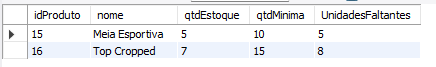 idProduto nome qtdEstoque qtdMinima UnidadesFaltantes
15 Meia Esportiva 5 10 5
16 Top Cropped 7 15 8